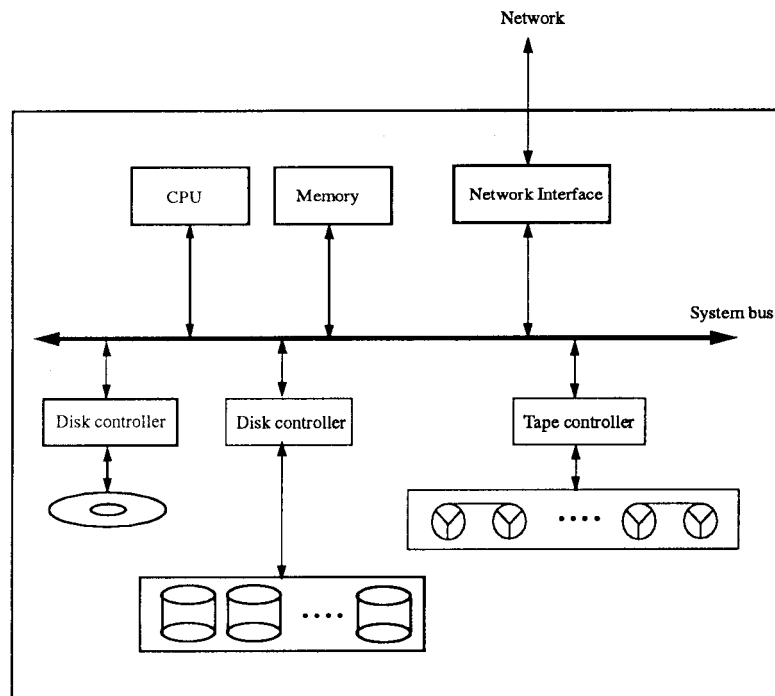 Network
CPU
Memory
Network Interface
System bus
Disk controller
Disk controller
Tape controller